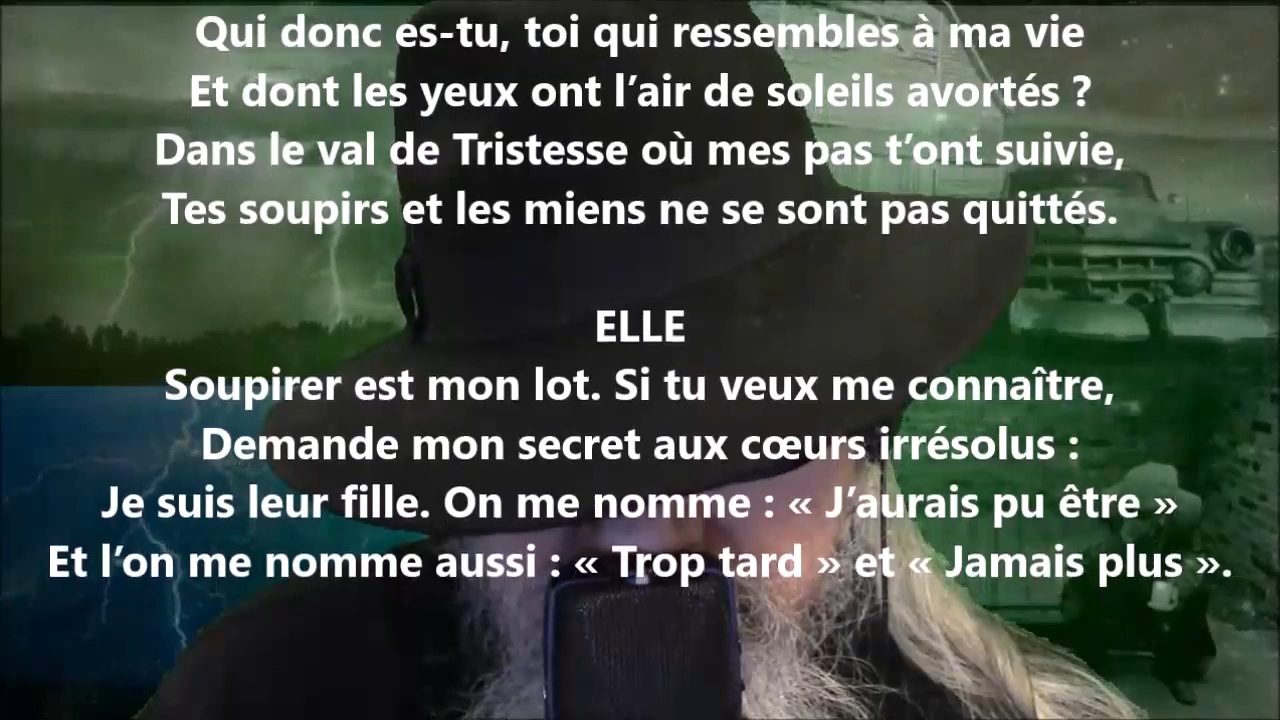 Qui donc es-tu, toi qui ressembles à ma vie
Et dont les yeux ont l’air de soleils avortés ?
Dans le val de Tristesse où mes pas t’ont suivie,
Tes soupirs et les miens ne se sont pas quittés.
ELLE
Soupirer est mon lot. Si tu veux me connaître,
Demande mon secret aux cœurs irrésolus :
Je suis leur fille. On me nomme : « J’aurais pu être »
Et l’on me nomme aussi : « Trop tard » et « Jamais plus ».